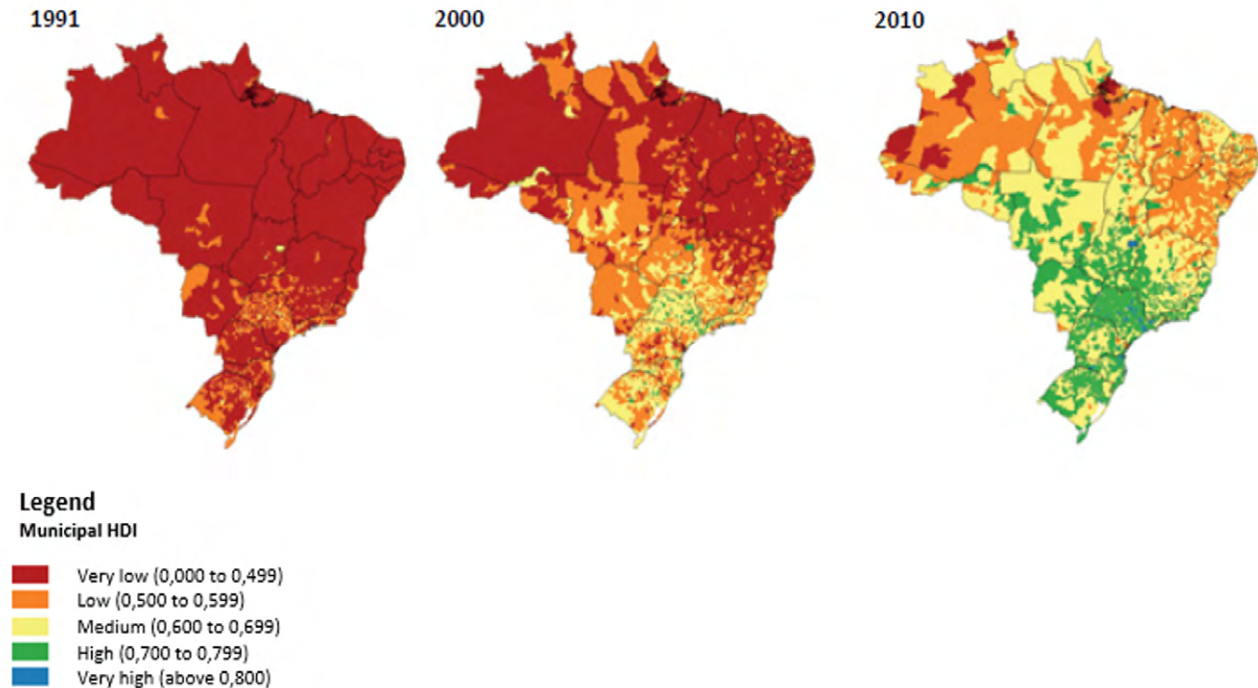 1991
2000
2010
Legend
Municipal HDI
Very low (0,000 to 0,499)
Low (0,500 to 0,599)
Medium (0,600 to 0,699)
High (0,700 to 0,799)
Very high (above 0,800)